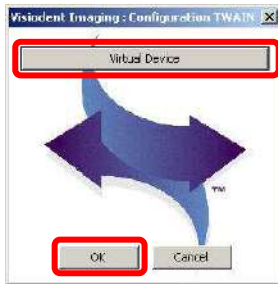 Visiodent Imaging : Configuration TWAIN
Virtual Device
TM
OK
Cancel